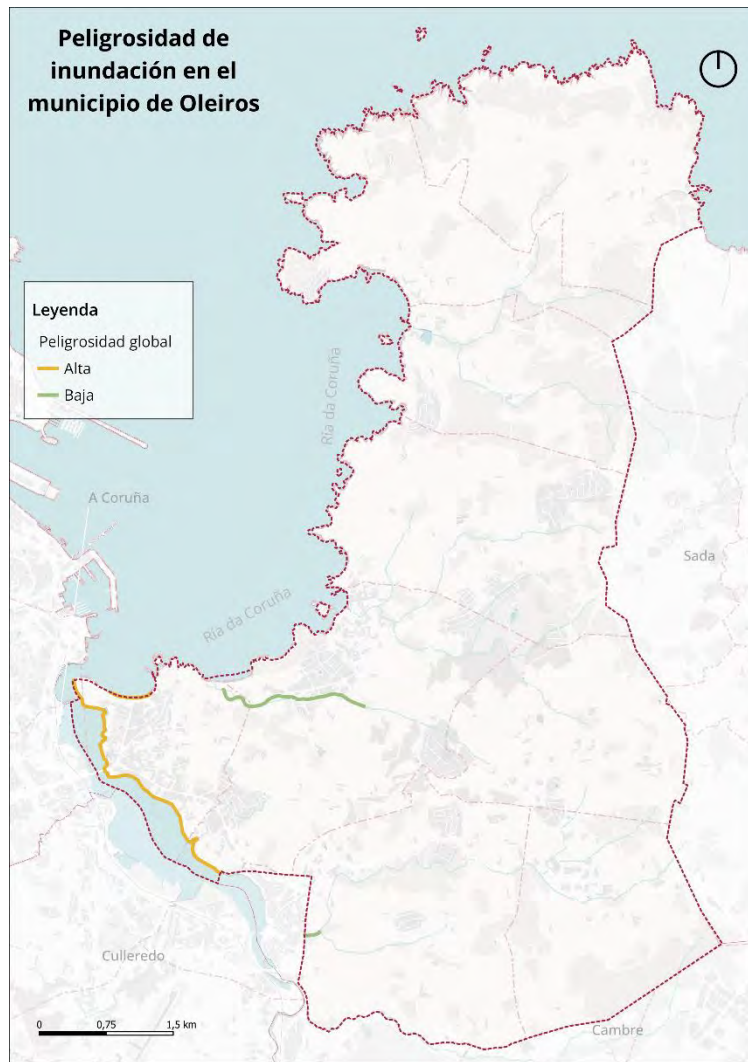 Peligrosidad de
inundación en el
municipio de Oleiros
Leyenda
Peligrosidad global
Alta
Baja
Ría da Coruña
A Coruña
Sada
Ría da Coruña
Culleredo
0 0,75 1,5 km
Cambre